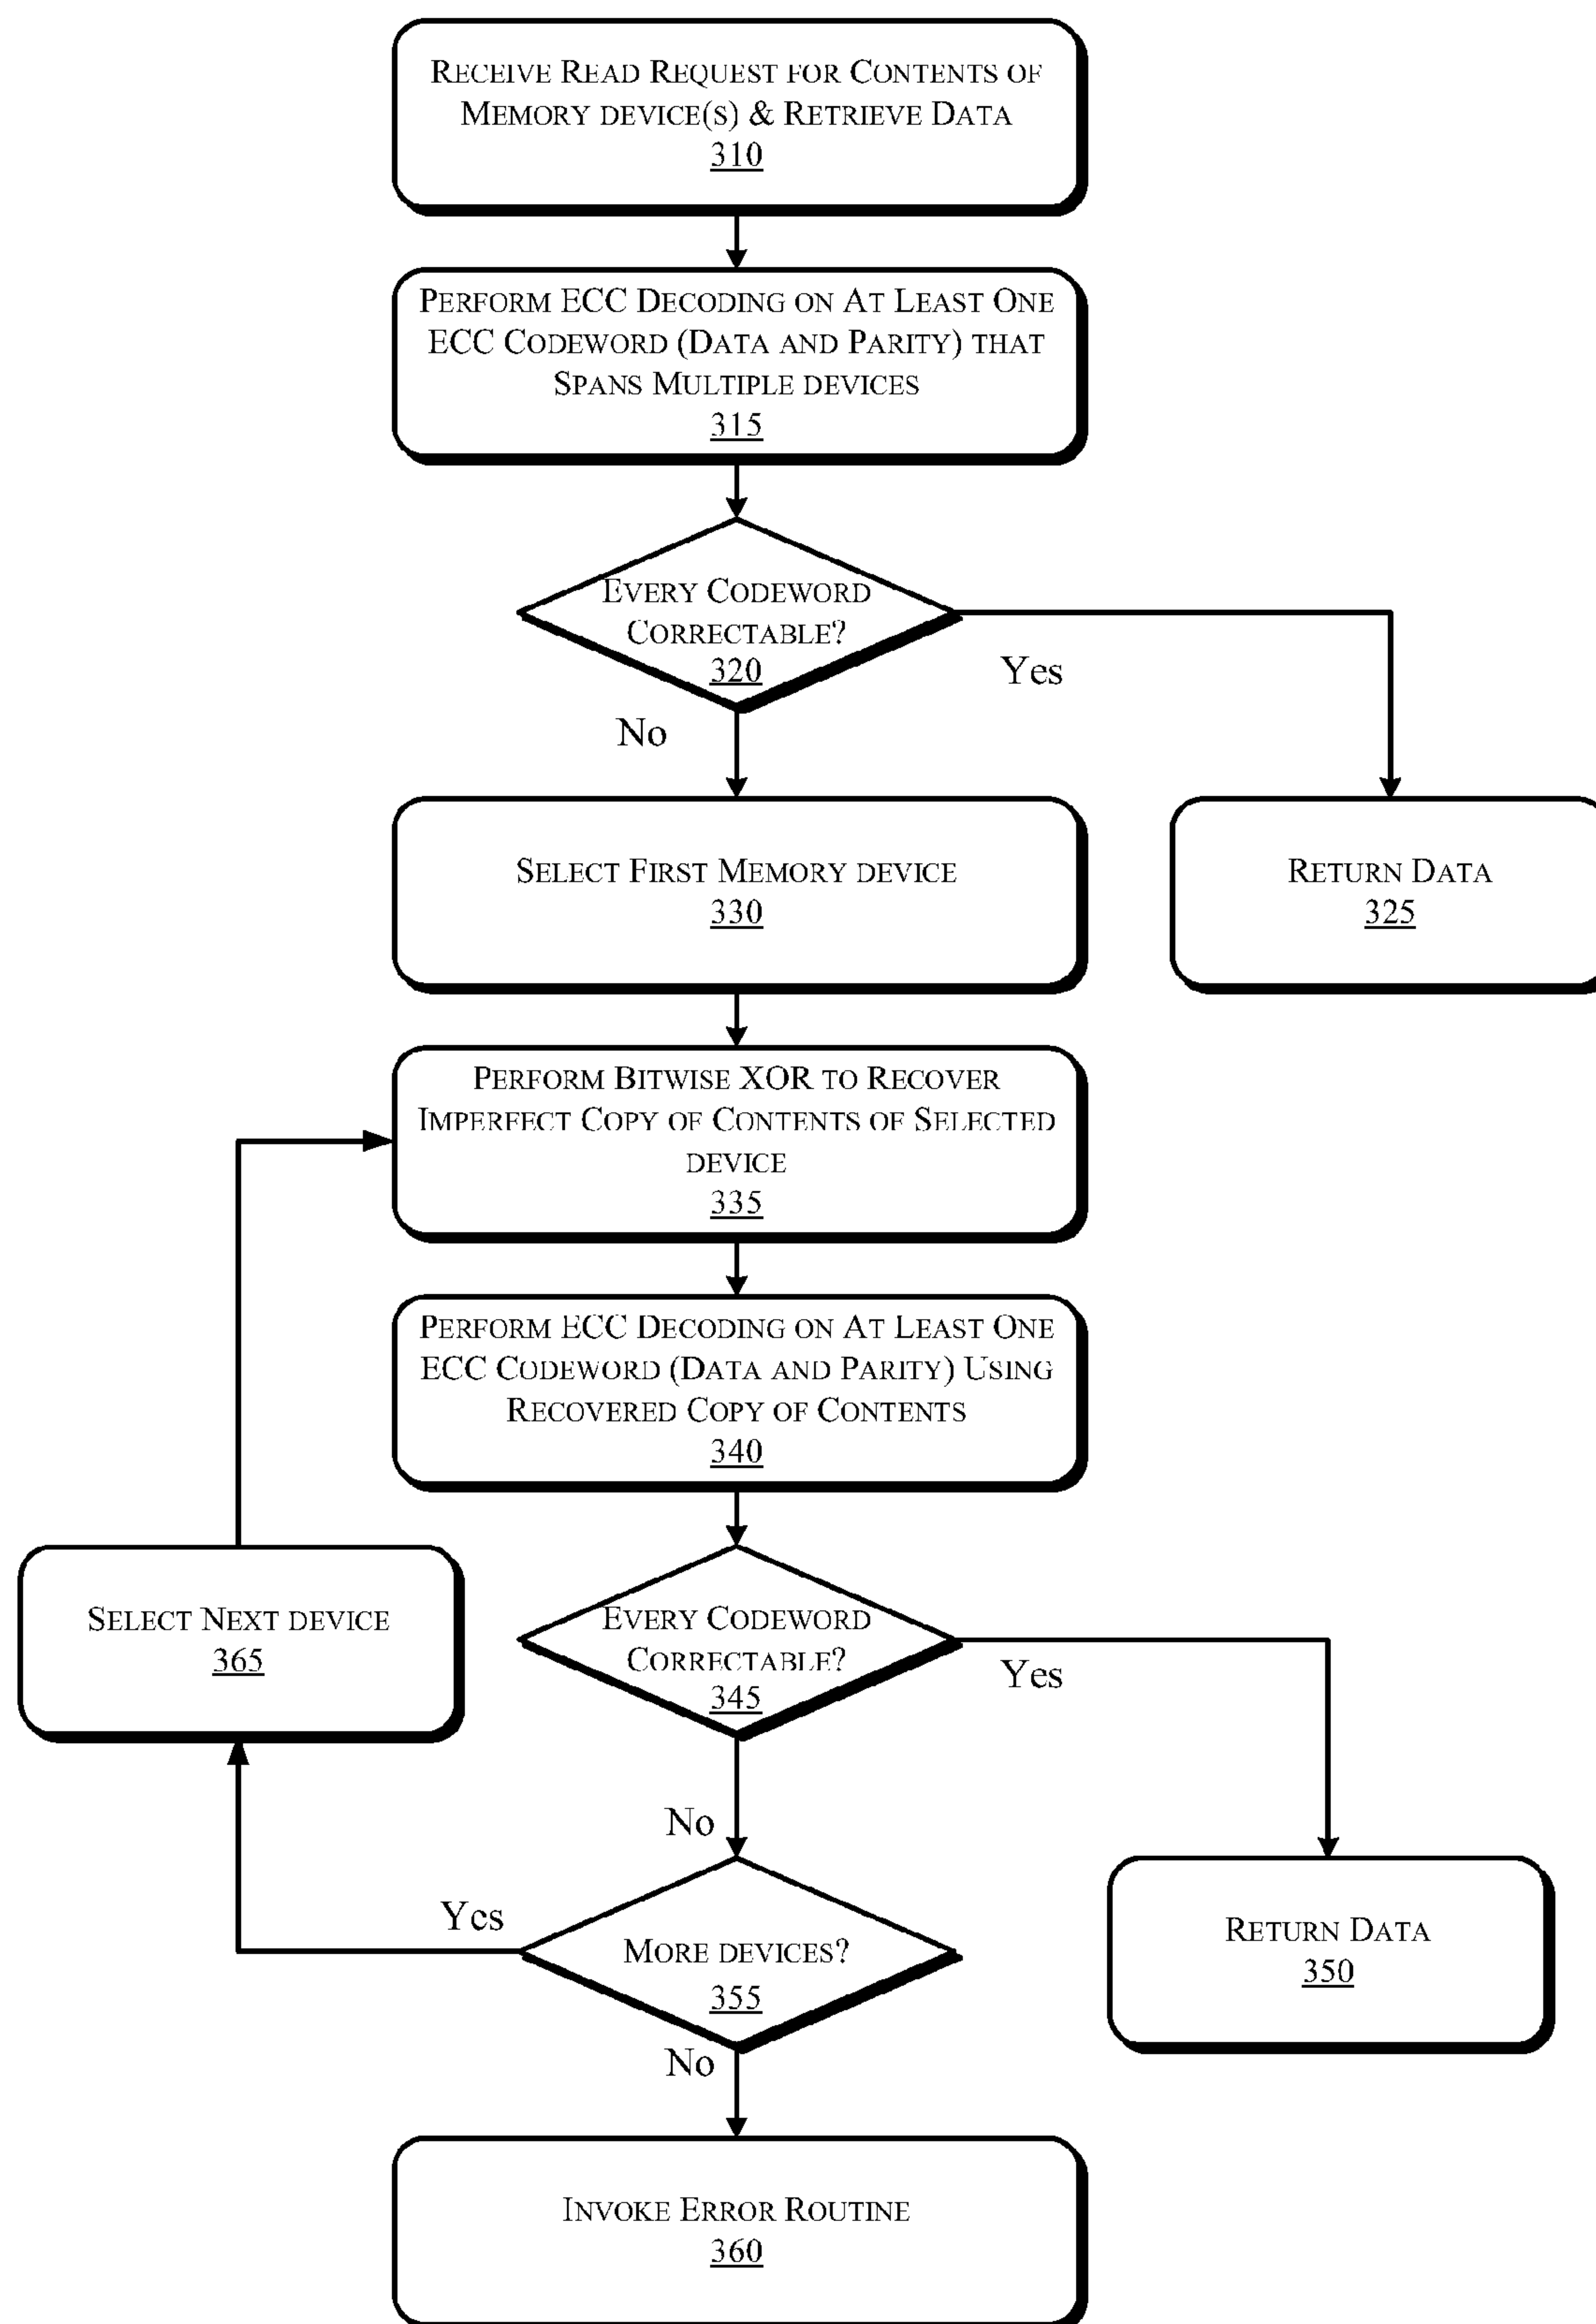 Receive Read Request for Contents of
Memory device(s) & Retrieve Data
310
Perform ECC Decoding on At Least One
ECC Codeword (Data and Parity) that
Spans Multiple devices
315
Every Codeword
Correctable?
320
Yes
No
Select First Memory device
330
Return Data
325
Perform Bitwise XOR to Recover
Imperfect Copy of Contents of Selected
device
335
Perform ECC Decoding on At Least One
ECC Codeword (Data and Parity) Using
Recovered Copy of Contents
340
Select Next device
365
Every Codeword
Correctable?
345
Yes
No
Yes
More devices?
355
Return Data
350
No
Invoke Error Routine
360